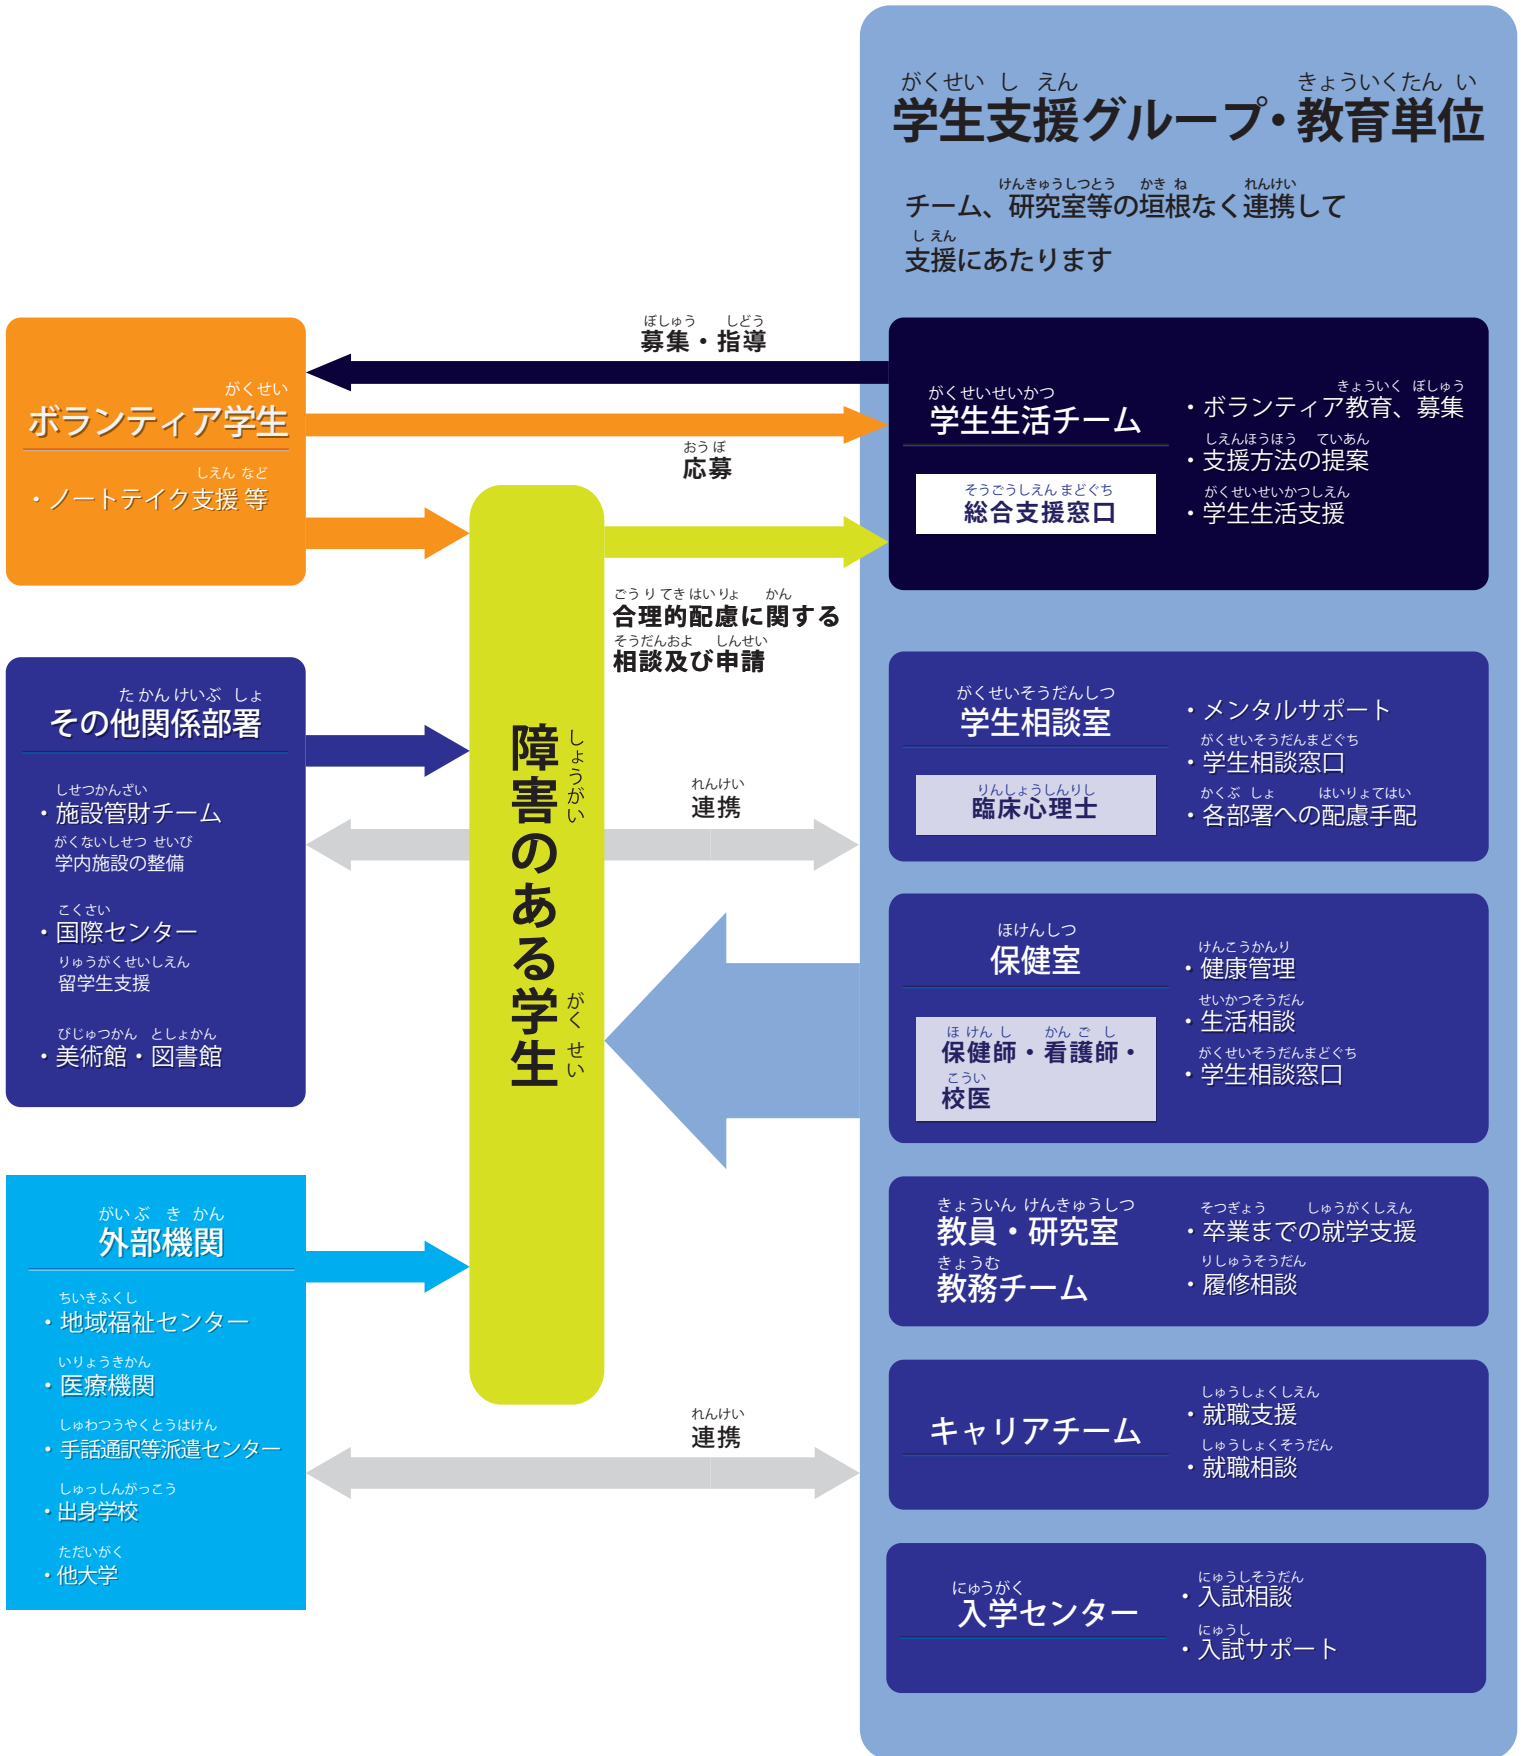 がくせい しえん きょういくたんい
学生支援グループ・教育単位
けんきゅうしつとう かきね れんけい
チーム、研究室等の垣根なく連携して
しえん
支援にあたります
ぼしゅう しどう
募集・指導
おうぼ
応募
がくせい
ボランティア学生
しえん など
・ノートテイク支援 等
がくせいせいかつ
学生生活チーム
そうごうしえん まどぐち
総合支援窓口
きょういく ぼしゅう
・ボランティア教育、募集
しえんほうほう ていあん
・支援方法の提案
がくせいせいかつしえん
・学生生活支援
ごうりてきはいりょ かん
合理的配慮に関する
そうだんおよ しんせい
相談及び申請
しょうがい がくせい
障害のある学生
た かんけいぶしょ
その他関係部署
しせつかんざい
・施設管財チーム
がくないしせつ せいび
学内施設の整備
こくさい
・国際センター
りゅうがくせいしえん
留学生支援
びじゅつかん としょかん
・美術館・図書館
れんけい
連携
がくせいそうだんしつ
学生相談室
りんしょうしんりし
臨床心理士
・メンタルサポート
がくせいそうだんまどぐち
・学生相談窓口
かくぶしょ はいりょてはい
・各部署への配慮手配
ほけんしつ
保健室
ほけんし かんごし
保健師・看護師・
こうい
校医
けんこうかんり
・健康管理
せいかつそうだん
・生活相談
がくせいそうだんまどぐち
・学生相談窓口
がいぶきかん
外部機関
ちいきふくし
・地域福祉センター
いりょうきかん
・医療機関
しゅわつうやくとうはけん
・手話通訳等派遣センター
しゅっしんがっこう
・出身学校
ただいがく
・他大学
れんけい
連携
きょういん けんきゅうしつ
教員・研究室
きょうむ
教務チーム
そつぎょう しゅうがくしえん
・卒業までの就学支援
りしゅうそうだん
・履修相談
キャリアチーム
しゅうしょくしえん
・就職支援
しゅうしょくそうだん
・就職相談
にゅうがく
入学センター
にゅうしそうだん
・入試相談
にゅうし
・入試サポート